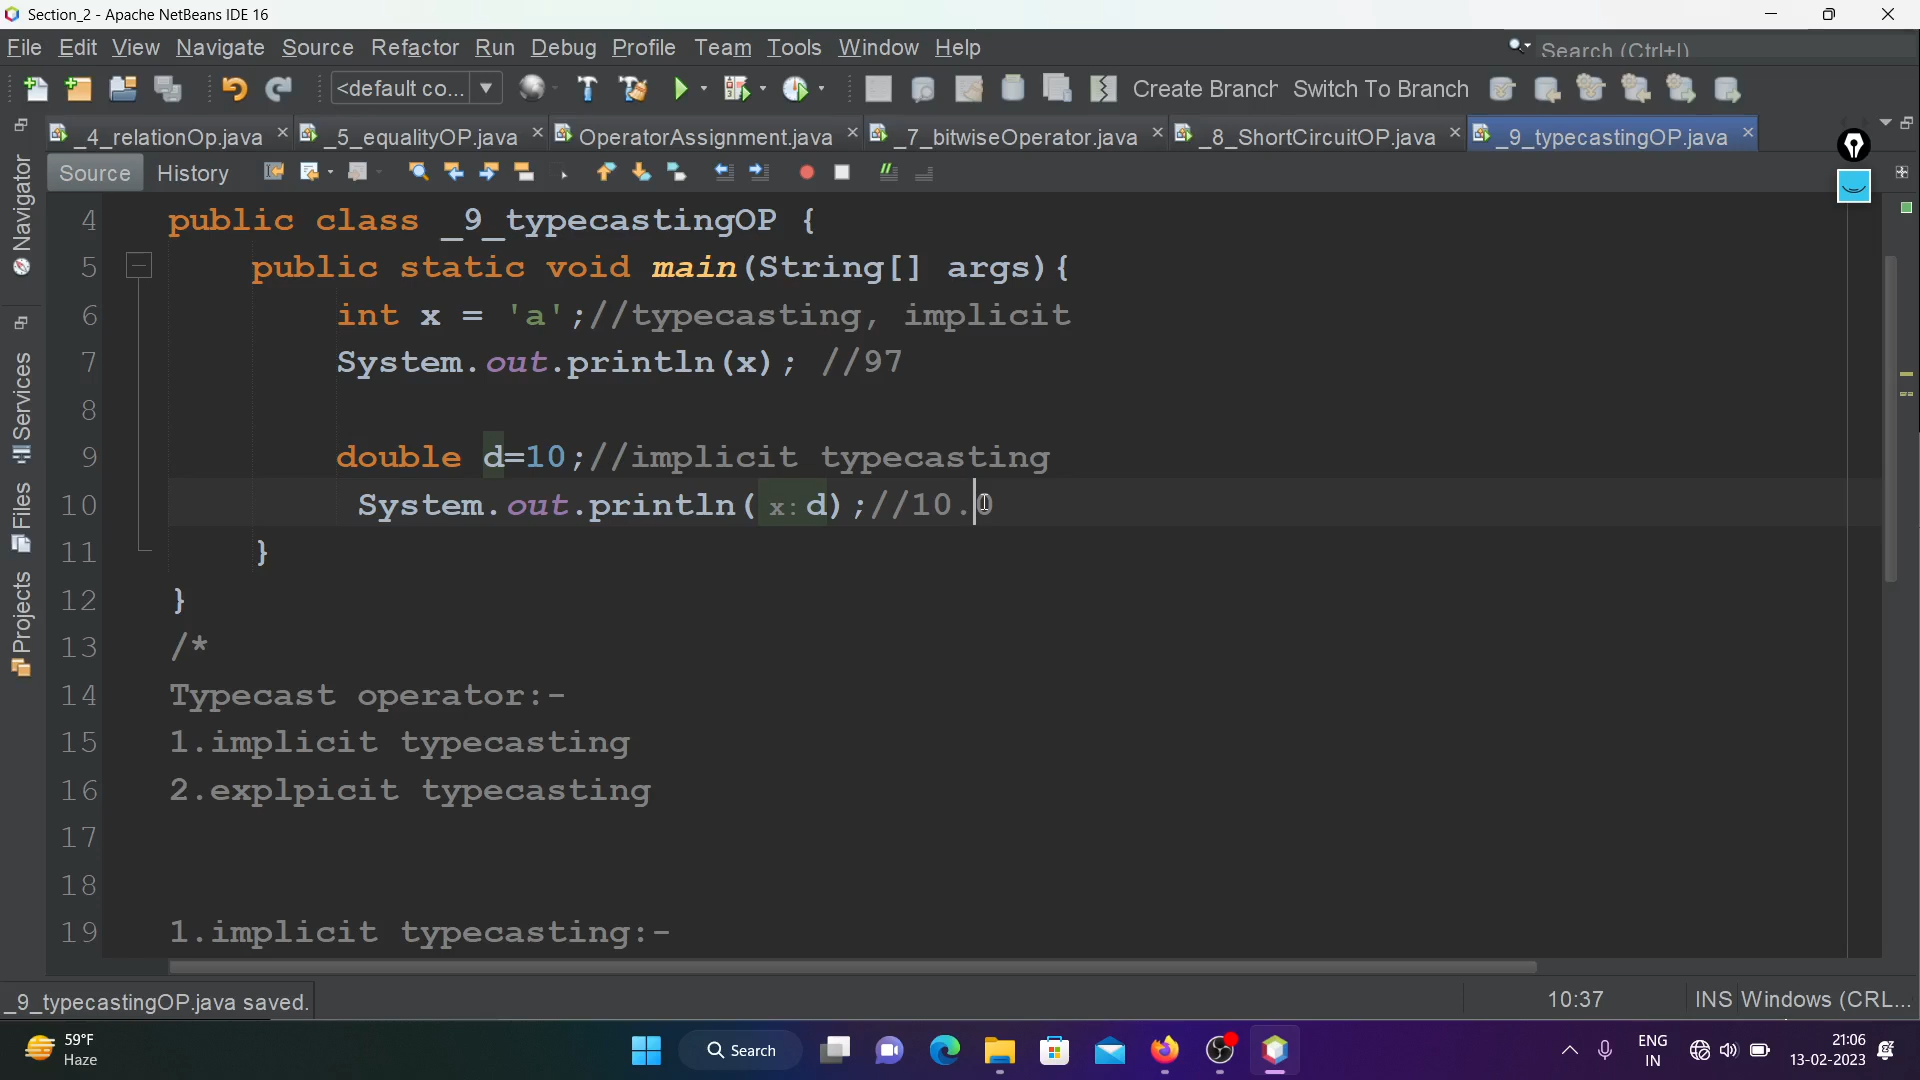 Section_2 - Apache NetBeans IDE 16
File Edit View Navigate Source Refactor Run Debug Profile Team Tools Window Help
Search (Ctrl+I)
<default co... Create Branch Switch To Branch
_4_relationOp.java _5_equalityOP.java OperatorAssignment.java _7_bitwiseOperator.java _8_ShortCircuitOP.java _9_typecastingOP.java
Source History
Navigator
Services
Files
Projects
4 public class _9_typecastingOP {
5 public static void main(String[] args){
6 int x = 'a';//typecasting, implicit
7 System.out.println(x); //97
8
9 double d=10;//implicit typecasting
10 System.out.println( x: d);//10.0
11 }
12 }
13 /*
14 Typecast operator:-
15 1.implicit typecasting
16 2.explpicit typecasting
17
18
19 1.implicit typecasting:-
_9_typecastingOP.java saved.
10:37 INS Windows (CRL...
59°F
Haze
Search
ENG
IN
21:06
13-02-2023